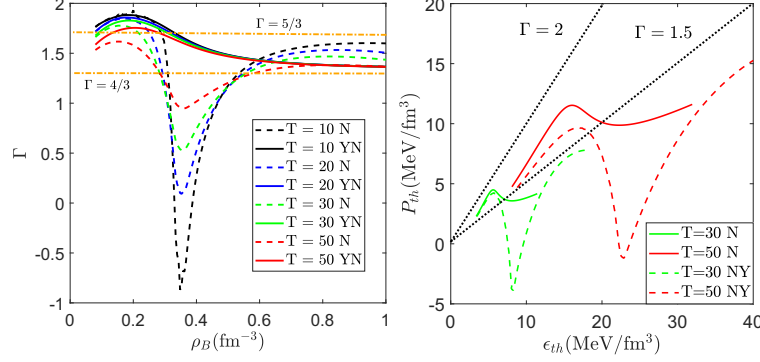 2
1.5
1
0.5
0
-0.5
-1
Γ
Γ = 5/3
Γ = 4/3
T = 10 N
T = 10 YN
T = 20 N
T = 20 YN
T = 30 N
T = 30 YN
T = 50 N
T = 50 YN
0 0.2 0.4 0.6 0.8 1
ρ_B(fm⁻³)
20
15
10
5
0
-5
P_th(MeV/fm³)
Γ = 2
Γ = 1.5
T=30 N
T=50 N
T=30 NY
T=50 NY
0 10 20 30 40
ϵ_th(MeV/fm³)